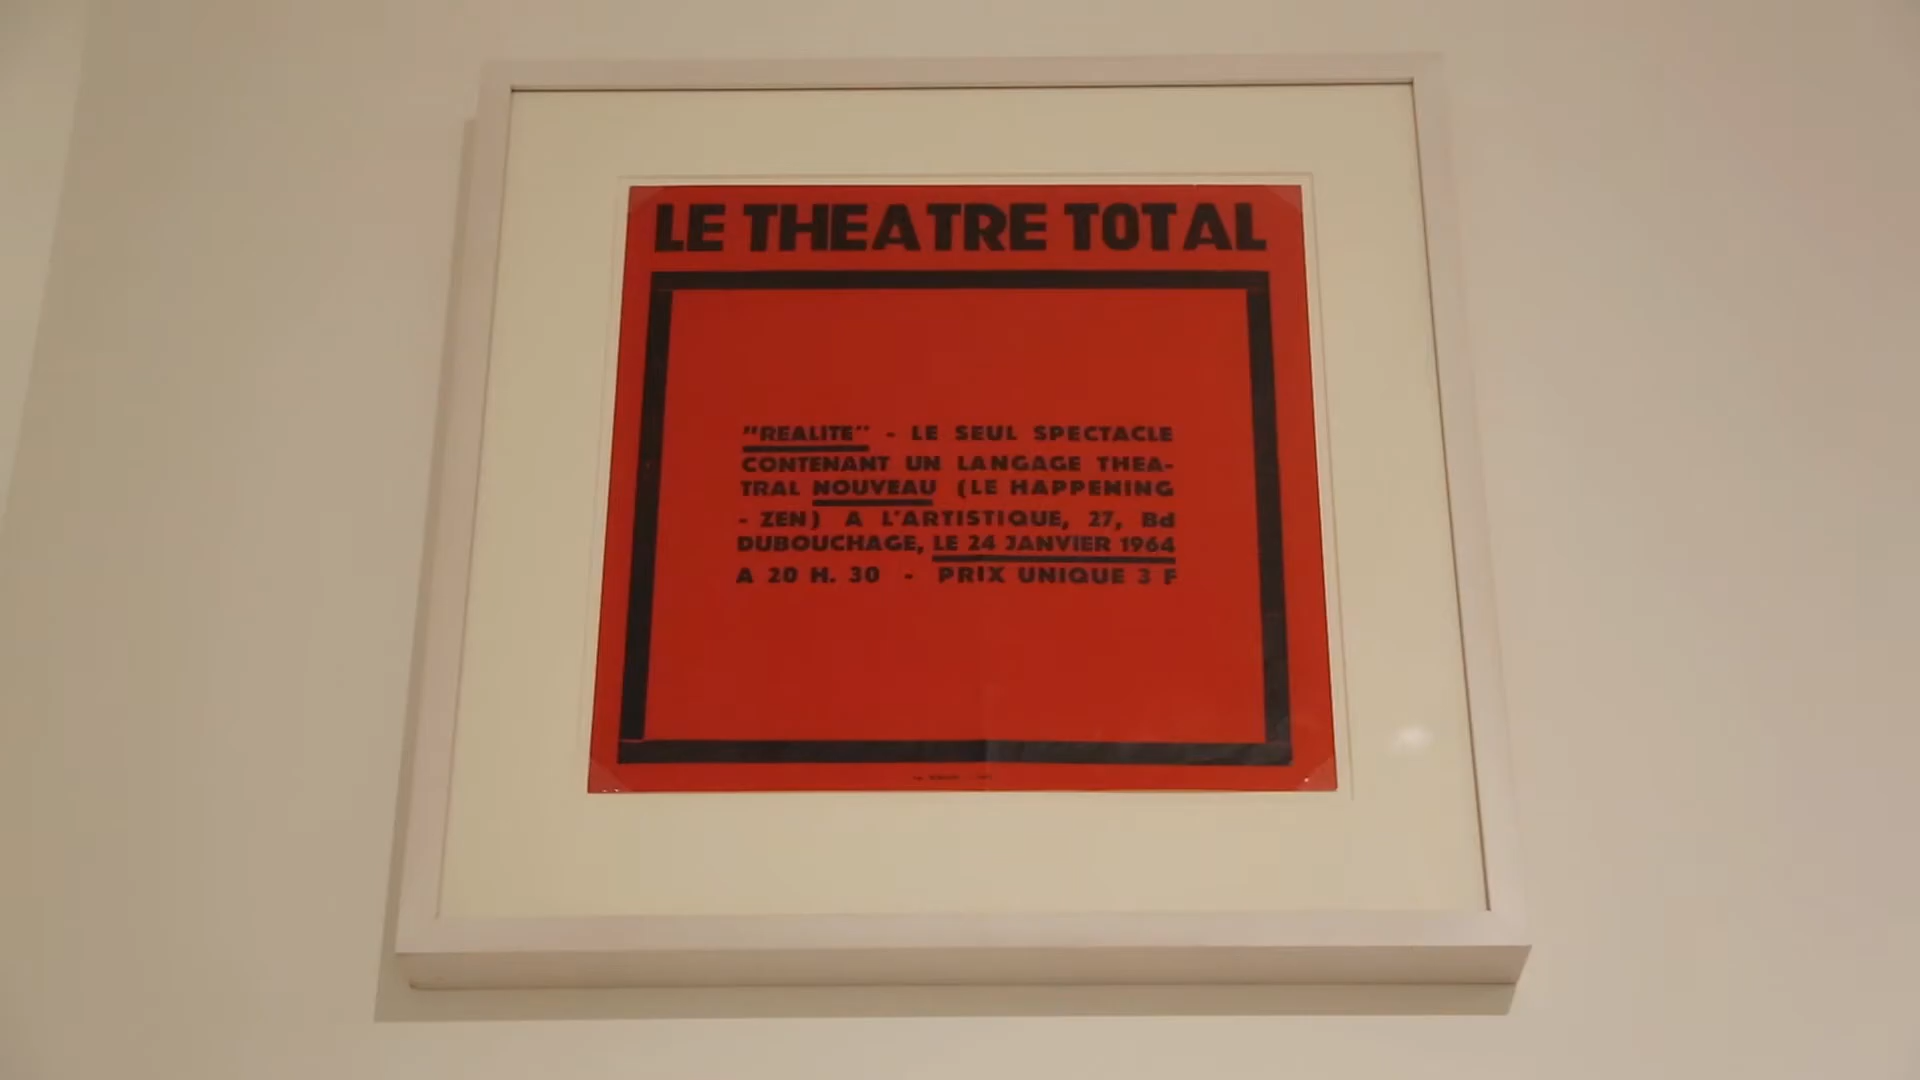 LE THEATRE TOTAL
"REALITE" - LE SEUL SPECTACLE
CONTENANT UN LANGAGE THEA-
TRAL NOUVEAU (LE HAPPENING
- ZEN) A L'ARTISTIQUE, 27, Bd
DUBOUCHAGE, LE 24 JANVIER 1964
A 20 H. 30 - PRIX UNIQUE 3 F